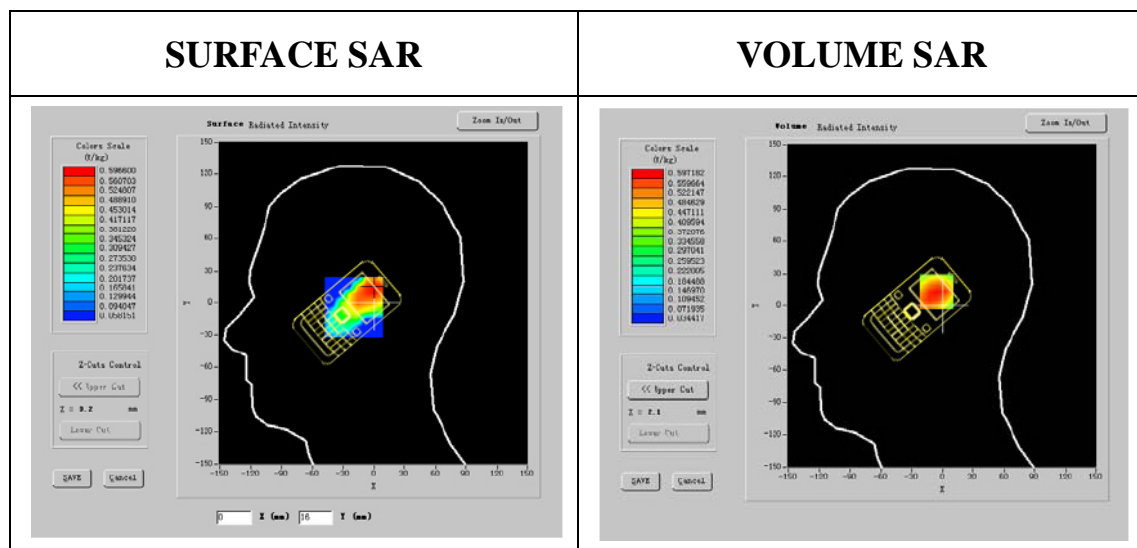 SURFACE SAR
VOLUME SAR
Surface Radiated Intensity
Zoom In/Out
Colors Scale
(W/kg)
0.596600
0.560703
0.524807
0.488910
0.453014
0.417117
0.381220
0.345324
0.309427
0.273530
0.237634
0.201737
0.165841
0.129944
0.094047
0.058151
150
120
90
60
30
0
-30
-60
-90
-120
-150
Y
-150 -120 -90 -60 -30 0 30 60 90 120 150
X
Z-Cuts Control
<< Upper Cut
mm
Lower Cut
SAVE
Cancel
0 X (mm) 16 Y (mm)
Volume Radiated Intensity
Zoom In/Out
Colors Scale
(W/kg)
0.597182
0.559664
0.522147
0.484629
0.447111
0.409594
0.372076
0.334558
0.297041
0.259523
0.222005
0.184488
0.146970
0.109452
0.071935
0.034417
150
120
90
60
30
0
-30
-60
-90
-120
-150
Y
-150 -120 -90 -60 -30 0 30 60 90 120 150
X
Z-Cuts Control
<< Upper Cut
mm
Lower Cut
SAVE
Cancel